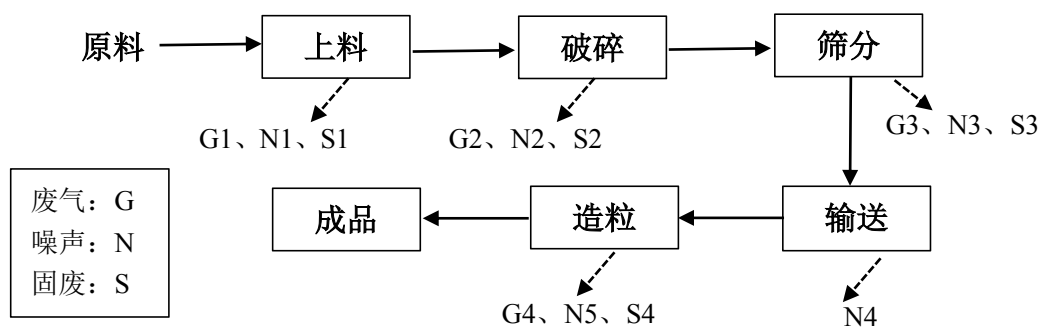 原料
上料
破碎
筛分
G1、N1、S1
G2、N2、S2
G3、N3、S3
废气：G
噪声：N
固废：S
成品
造粒
输送
G4、N5、S4
N4